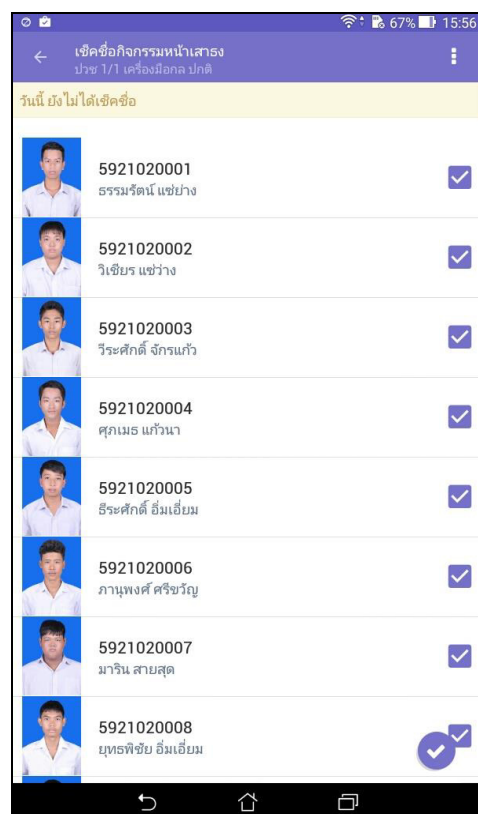 67% 15:56
เช็คชื่อกิจกรรมหน้าเสาธง
ปวช 1/1 เครื่องมือกล ปกติ
วันนี้ ยังไม่ได้เช็คชื่อ
5921020001
ธรรมรัตน์ แซ่ย่าง
5921020002
วิเชียร แซ่ว่าง
5921020003
วีระศักดิ์ จักรแก้ว
5921020004
ศุภเมธ แก้วนา
5921020005
ธีระศักดิ์ อิ่มเอี่ยม
5921020006
ภานุพงศ์ ศรีขวัญ
5921020007
มาริน สายสุด
5921020008
ยุทธพิชัย อิ่มเอี่ยม